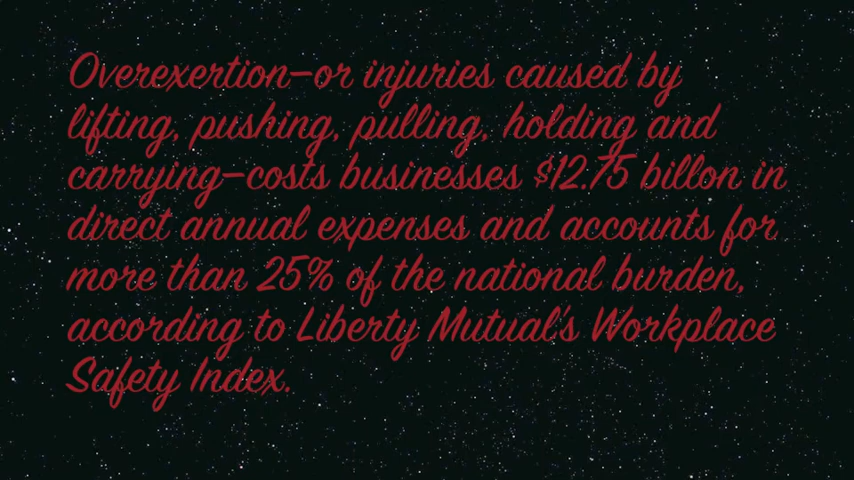 Overexertion—or injuries caused by
lifting, pushing, pulling, holding and
carrying—costs businesses $12.75 billon in
direct annual expenses and accounts for
more than 25% of the national burden,
according to Liberty Mutual's Workplace
Safety Index.